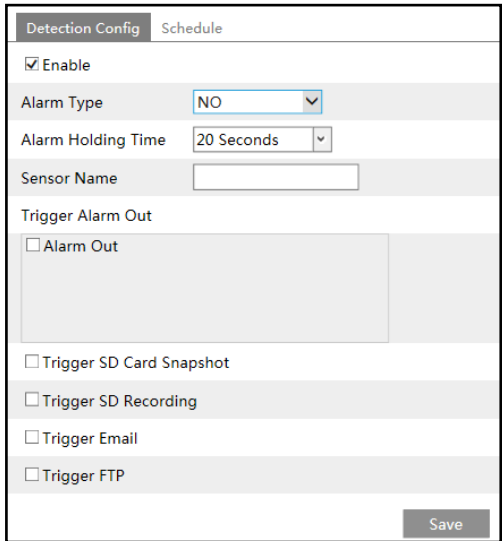 Detection Config Schedule
Enable
Alarm Type NO
Alarm Holding Time 20 Seconds
Sensor Name
Trigger Alarm Out
Alarm Out
Trigger SD Card Snapshot
Trigger SD Recording
Trigger Email
Trigger FTP
Save